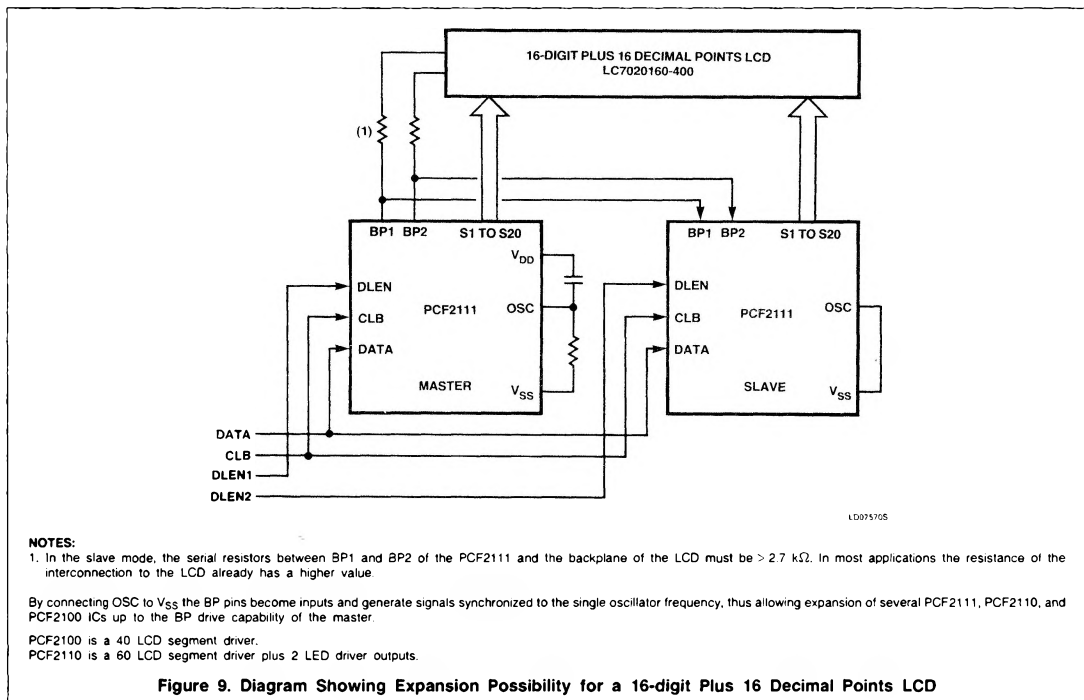 16-DIGIT PLUS 16 DECIMAL POINTS LCD
LC7020160-400
(1)
BP1 BP2 S1 TO S20
VDD
DLEN
CLB
DATA
PCF2111
OSC
MASTER
VSS
BP1 BP2 S1 TO S20
DLEN
CLB
DATA
PCF2111
OSC
SLAVE
VSS
DATA
CLB
DLEN1
DLEN2
LD07570S
NOTES:
1. In the slave mode, the serial resistors between BP1 and BP2 of the PCF2111 and the backplane of the LCD must be > 2.7 kΩ. In most applications the resistance of the
interconnection to the LCD already has a higher value.
By connecting OSC to VSS the BP pins become inputs and generate signals synchronized to the single oscillator frequency, thus allowing expansion of several PCF2111, PCF2110, and
PCF2100 ICs up to the BP drive capability of the master.
PCF2100 is a 40 LCD segment driver.
PCF2110 is a 60 LCD segment driver plus 2 LED driver outputs.
Figure 9. Diagram Showing Expansion Possibility for a 16-digit Plus 16 Decimal Points LCD